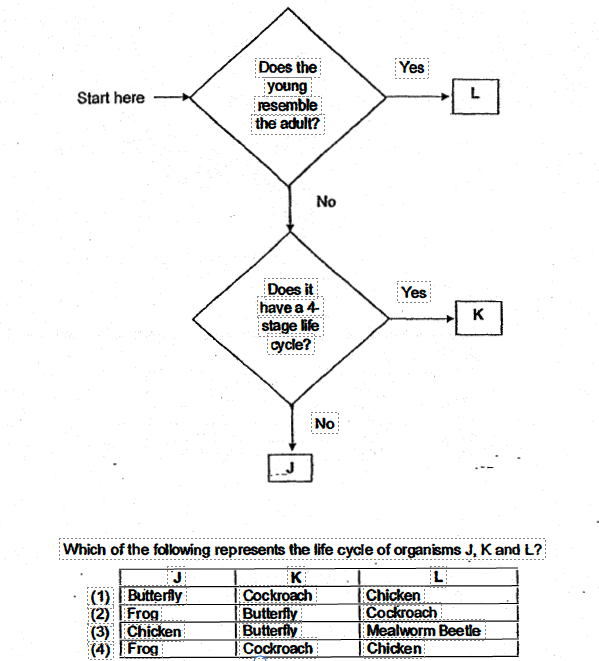 Does the
young
resemble
the adult?
Yes
Start here
L
No
Does it
have a 4-
stage life
cycle?
Yes
K
No
J
Which of the following represents the life cycle of organisms J, K and L?
J K L
(1) Butterfly Cockroach Chicken
(2) Frog Butterfly Cockroach
(3) Chicken Butterfly Mealworm Beetle
(4) Frog Cockroach Chicken